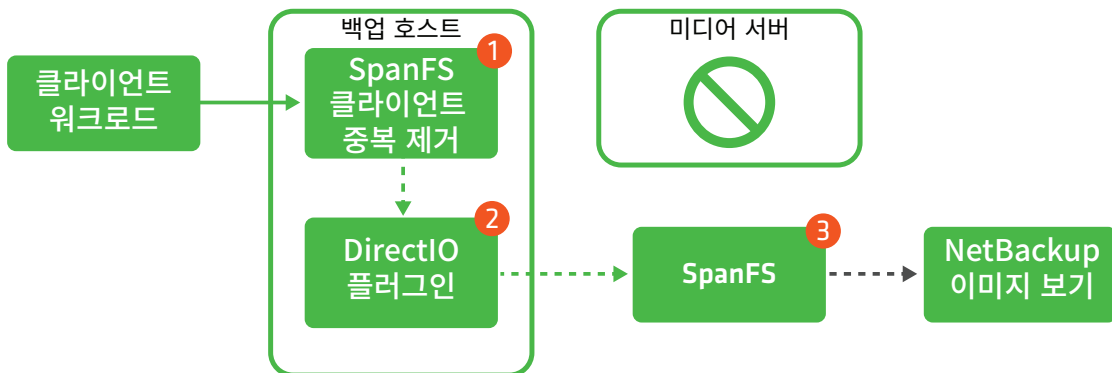 백업 호스트
미디어 서버
클라이언트
워크로드
1
SpanFS
클라이언트
중복 제거
2
DirectIO
플러그인
3
SpanFS
NetBackup
이미지 보기